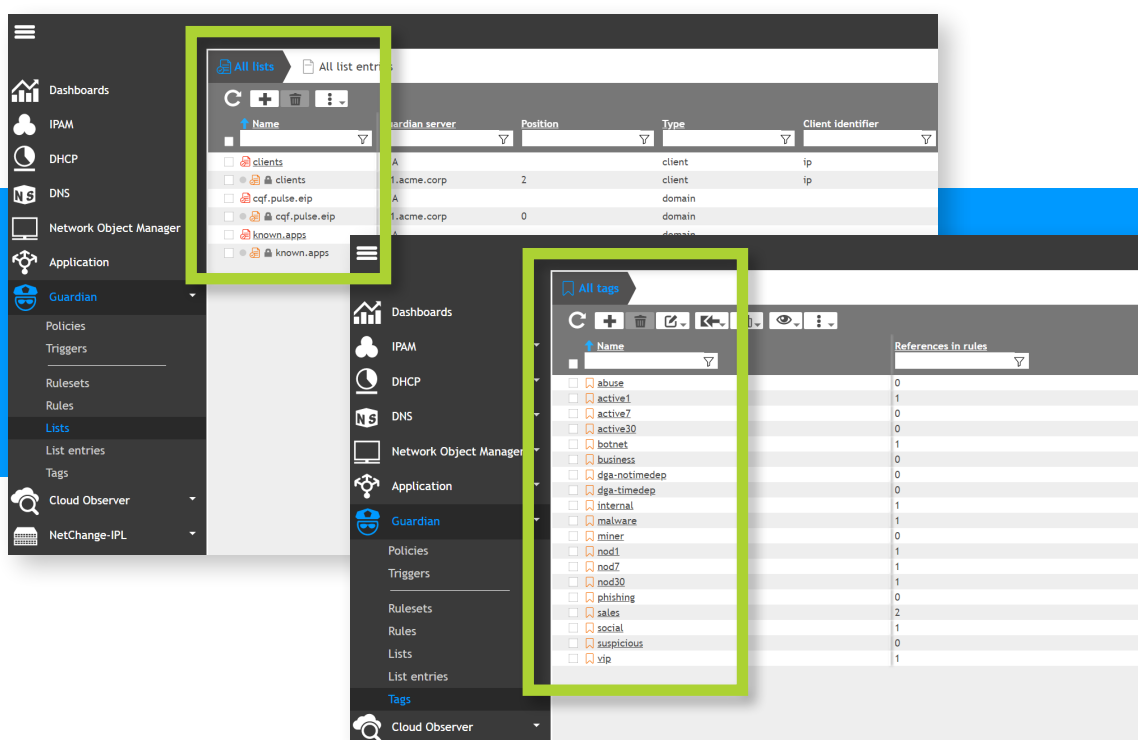 All lists All list entries
Dashboards
IPAM
DHCP
NS DNS
Network Object Manager
Application
Guardian
Policies
Triggers
Rulesets
Rules
Lists
List entries
Tags
Cloud Observer
NetChange-IPL
Name Guardian server Position Type Client identifier
clients client ip
clients 1.acme.corp 2 client ip
cqf.pulse.eip domain
cqf.pulse.eip 1.acme.corp 0 domain
known.apps domain
known.apps
Dashboards
IPAM
DHCP
NS DNS
Network Object Manager
Application
Guardian
Policies
Triggers
Rulesets
Rules
Lists
List entries
Tags
Cloud Observer
All tags
Name References in rules
abuse 0
active1 1
active7 0
active30 0
botnet 1
business 0
dga-notimedep 0
dga-timedep 0
internal 1
malware 1
miner 0
nod1 1
nod7 1
nod30 1
phishing 0
sales 2
social 1
suspicious 0
vip 1